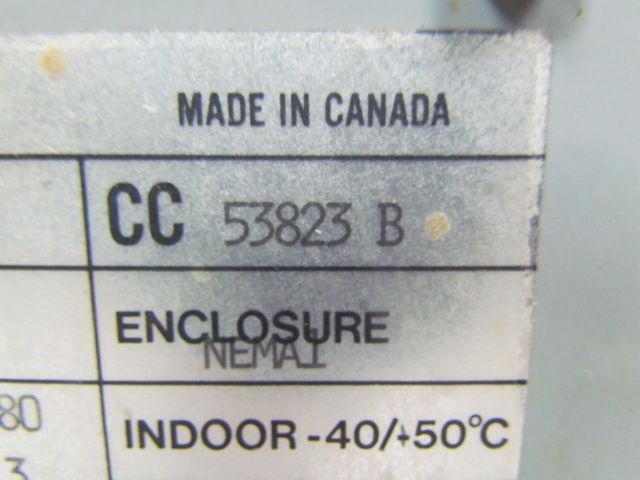 MADE IN CANADA
CC 53823 B
ENCLOSURE
NEMA1
80
INDOOR -40/+50°C
3